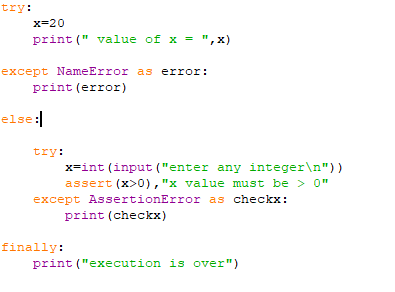 try:
    x=20
    print(" value of x = ",x)
except NameError as error:
    print(error)
else:
    try:
        x=int(input("enter any integer\n"))
        assert(x>0),"x value must be > 0"
    except AssertionError as checkx:
        print(checkx)
finally:
    print("execution is over")